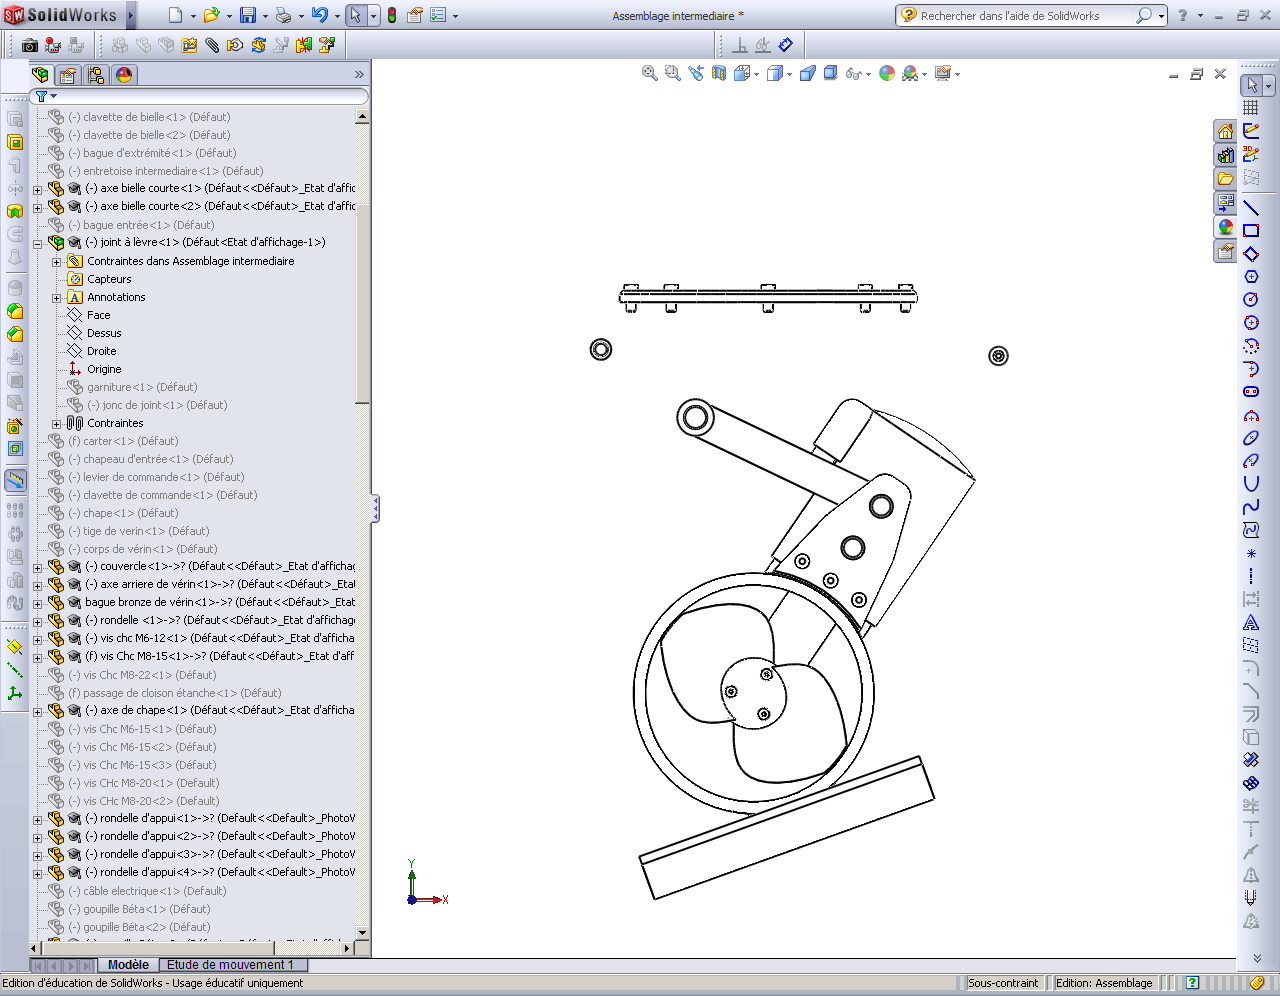 SolidWorks
Assemblage intermediaire *
Rechercher dans l'aide de SolidWorks
(-) clavette de bielle<1> (Défaut)
(-) clavette de bielle<2> (Défaut)
(-) bague d'extrémité<1> (Défaut)
(-) entretoise intermediaire<1> (Défaut)
(-) axe bielle courte<1> (Défaut<<Défaut>_Etat d'affic
(-) axe bielle courte<2> (Défaut<<Défaut>_Etat d'affic
(-) bague entrée<1> (Défaut)
(-) joint à lèvre<1> (Défaut<Etat d'affichage-1>)
Contraintes dans Assemblage intermediaire
Capteurs
Annotations
Face
Dessus
Droite
Origine
garniture<1> (Défaut)
(-) jonc de joint<1> (Défaut)
Contraintes
(f) carter<1> (Défaut)
(-) chapeau d'entrée<1> (Défaut)
(-) levier de commande<1> (Défaut)
(-) clavette de commande<1> (Défaut)
(-) chape<1> (Défaut)
(-) tige de verin<1> (Défaut)
(-) corps de vérin<1> (Défaut)
(-) couvercle<1>->? (Défaut<<Défaut>_Etat d'afficha
(-) axe arriere de vérin<1>->? (Défaut<<Défaut>_Eta
bague bronze de vérin<1>->? (Défaut<<Défaut>_Etat
(-) rondelle <1>->? (Défaut<<Défaut>_Etat d'affichage
(-) vis chc M6-12<1> (Défaut<<Défaut>_Etat d'afficha
(f) vis Chc M8-15<1>->? (Défaut<<Défaut>_Etat d'aff
(-) vis Chc M8-22<1> (Défaut)
(f) passage de cloison étanche<1> (Défaut)
(-) axe de chape<1> (Défaut<<Défaut>_Etat d'afficha
(-) vis Chc M6-15<1> (Défaut)
(-) vis Chc M6-15<2> (Défaut)
(-) vis Chc M6-15<3> (Défaut)
(-) vis CHc M8-20<1> (Default)
(-) vis CHc M8-20<2> (Default)
(-) rondelle d'appui<1>->? (Default<<Default>_PhotoV
(-) rondelle d'appui<2>->? (Default<<Default>_PhotoV
(-) rondelle d'appui<3>->? (Default<<Default>_PhotoV
(-) rondelle d'appui<4>->? (Default<<Default>_PhotoV
(-) câble electrique<1> (Default)
(-) goupille Béta<1> (Défaut)
(-) goupille Béta<2> (Défaut)
Y
X
Modèle
Etude de mouvement 1
Edition d'éducation de SolidWorks - Usage éducatif uniquement
Sous-contraint
Edition: Assemblage